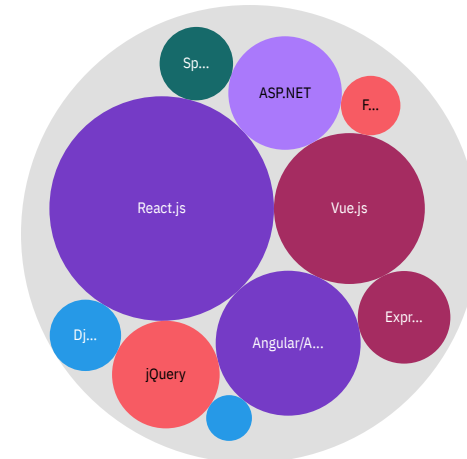 Sp...
ASP.NET
F...
React.js
Vue.js
Expr...
Dj...
Angular/A...
jQuery